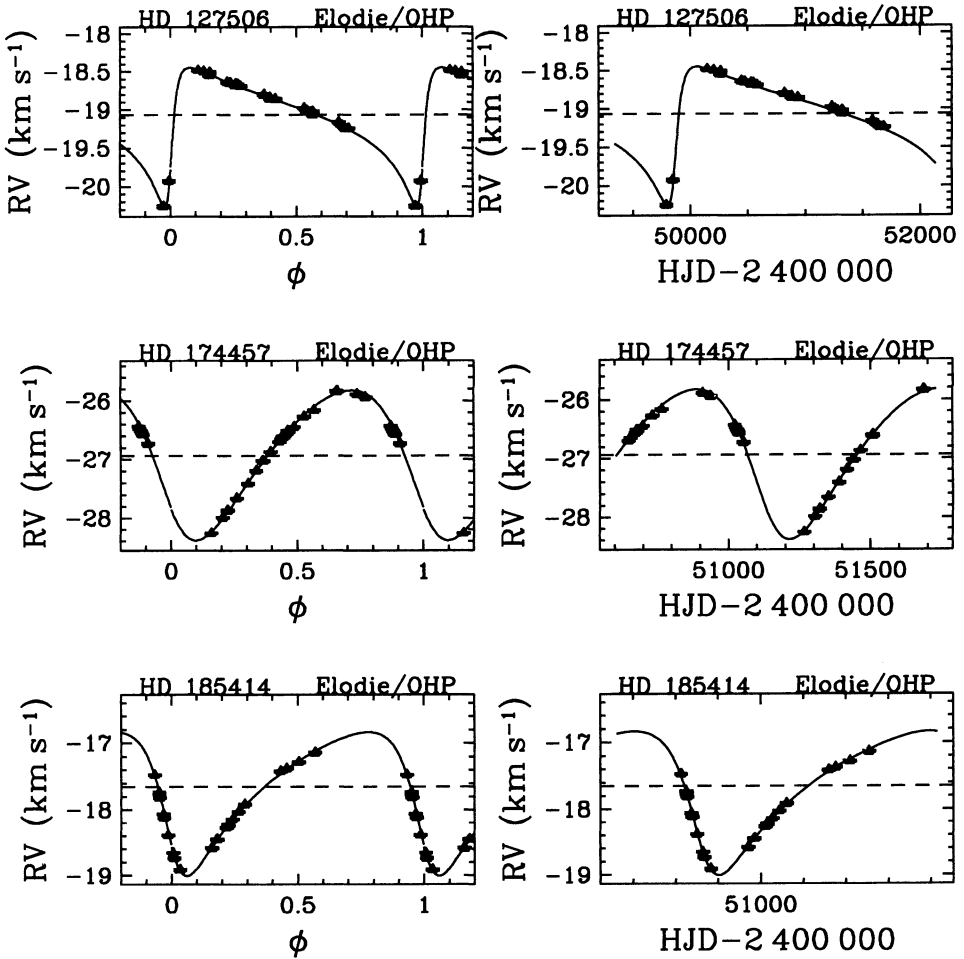 HD 127506 Elodie/OHP
RV (km s⁻¹)
−18
−18.5
−19
−19.5
−20
0 0.5 1
ϕ
HD 127506 Elodie/OHP
RV (km s⁻¹)
−18
−18.5
−19
−19.5
−20
50000 52000
HJD−2 400 000
HD 174457 Elodie/OHP
RV (km s⁻¹)
−26
−27
−28
0 0.5 1
ϕ
HD 174457 Elodie/OHP
RV (km s⁻¹)
−26
−27
−28
51000 51500
HJD−2 400 000
HD 185414 Elodie/OHP
RV (km s⁻¹)
−17
−18
−19
0 0.5 1
ϕ
HD 185414 Elodie/OHP
RV (km s⁻¹)
−17
−18
−19
51000
HJD−2 400 000